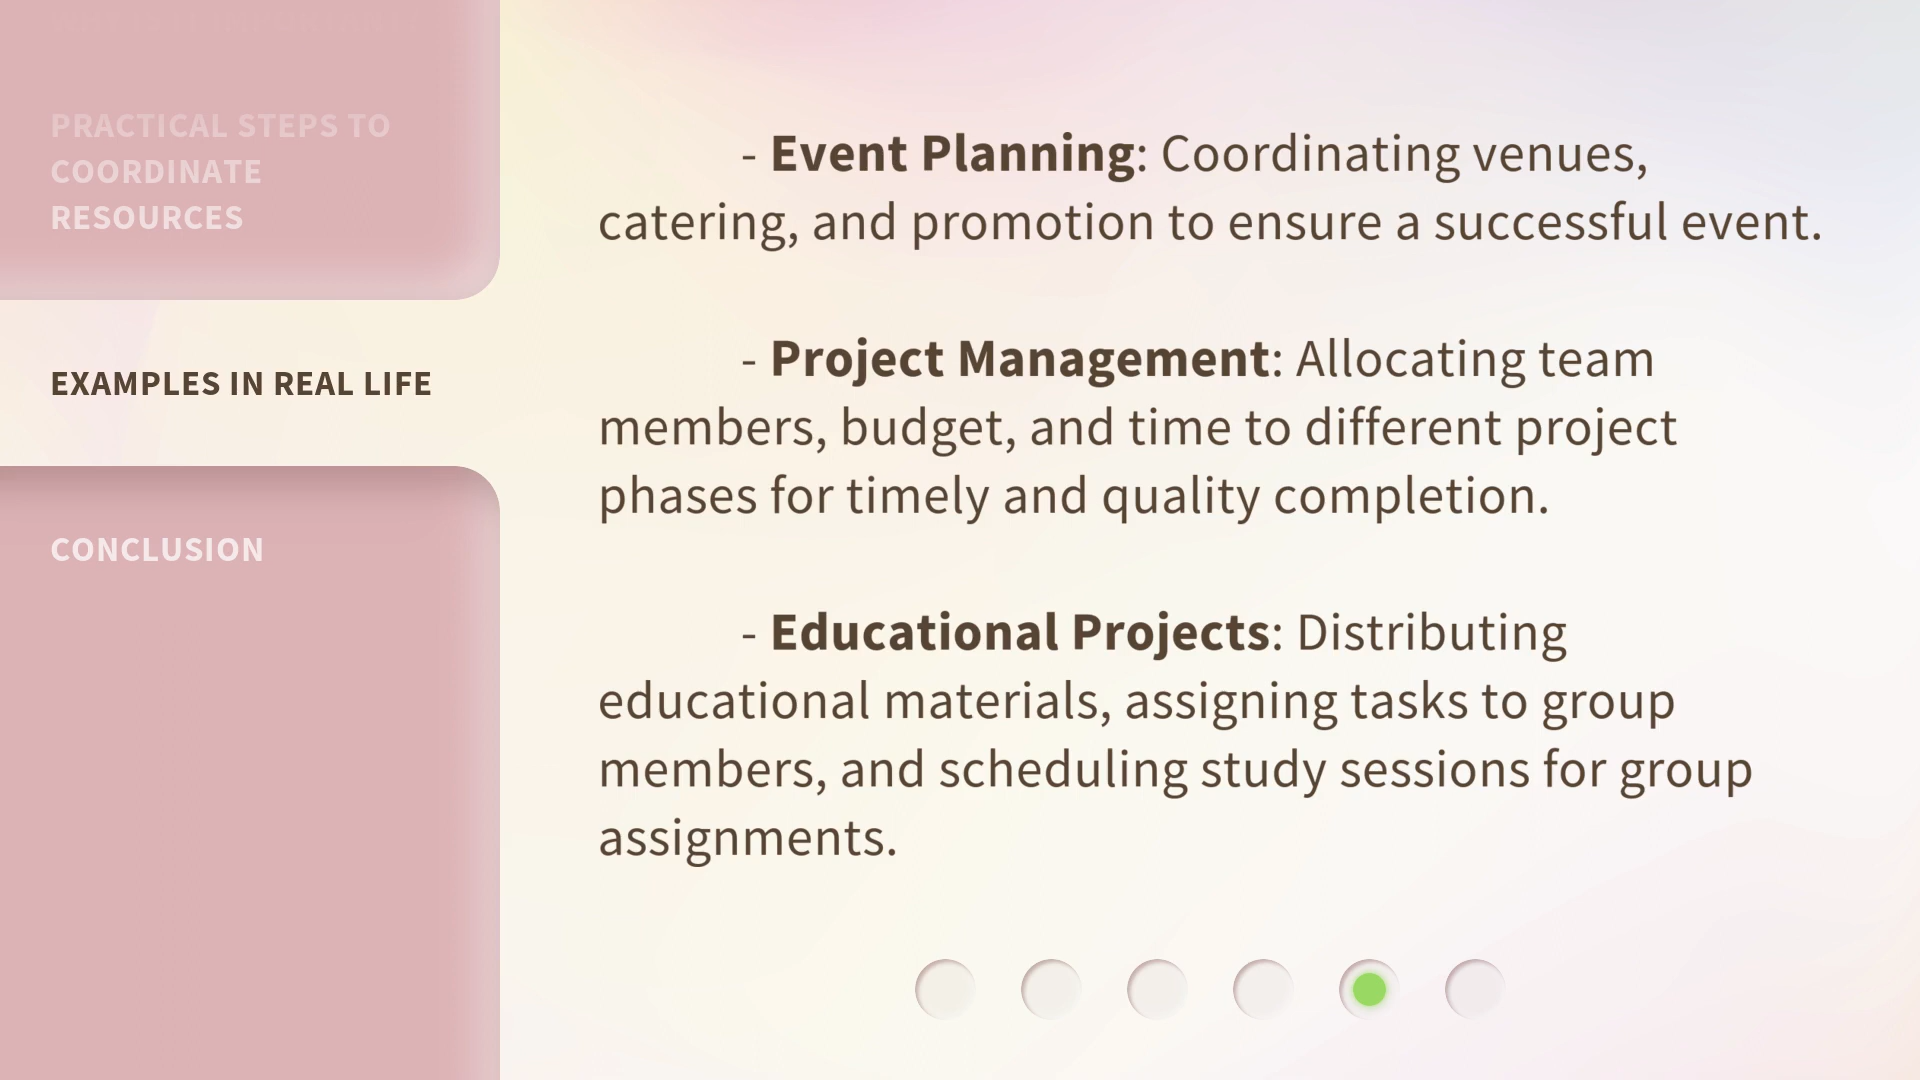 PRACTICAL STEPS TO
COORDINATE
RESOURCES
EXAMPLES IN REAL LIFE
CONCLUSION
- Event Planning: Coordinating venues,
catering, and promotion to ensure a successful event.
- Project Management: Allocating team
members, budget, and time to different project
phases for timely and quality completion.
- Educational Projects: Distributing
educational materials, assigning tasks to group
members, and scheduling study sessions for group
assignments.